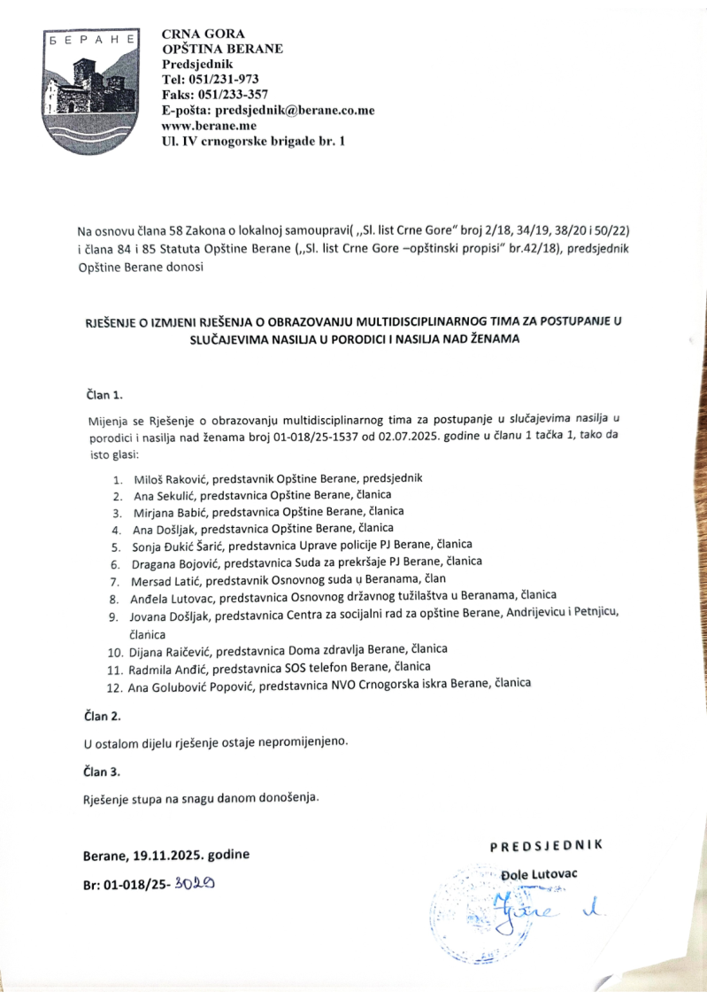 БЕРАНЕ
CRNA GORA
OPŠTINA BERANE
Predsjednik
Tel: 051/231-973
Faks: 051/233-357
E-pošta: predsjednik@berane.co.me
www.berane.me
Ul. IV crnogorske brigade br. 1
Na osnovu člana 58 Zakona o lokalnoj samoupravi( ,,Sl. list Crne Gore“ broj 2/18, 34/19, 38/20 i 50/22)
i člana 84 i 85 Statuta Opštine Berane (,,Sl. list Crne Gore –opštinski propisi“ br.42/18), predsjednik
Opštine Berane donosi
RJEŠENJE O IZMJENI RJEŠENJA O OBRAZOVANJU MULTIDISCIPLINARNOG TIMA ZA POSTUPANJE U
SLUČAJEVIMA NASILJA U PORODICI I NASILJA NAD ŽENAMA
Član 1.
Mijenja se Rješenje o obrazovanju multidisciplinarnog tima za postupanje u slučajevima nasilja u
porodici i nasilja nad ženama broj 01-018/25-1537 od 02.07.2025. godine u članu 1 tačka 1, tako da
isto glasi:
1. Miloš Raković, predstavnik Opštine Berane, predsjednik
2. Ana Sekulić, predstavnica Opštine Berane, članica
3. Mirjana Babić, predstavnica Opštine Berane, članica
4. Ana Došljak, predstavnica Opštine Berane, članica
5. Sonja Đukić Šarić, predstavnica Uprave policije PJ Berane, članica
6. Dragana Bojović, predstavnica Suda za prekršaje PJ Berane, članica
7. Mersad Latić, predstavnik Osnovnog suda u Beranama, član
8. Anđela Lutovac, predstavnica Osnovnog državnog tužilaštva u Beranama, članica
9. Jovana Došljak, predstavnica Centra za socijalni rad za opštine Berane, Andrijevicu i Petnjicu,
članica
10. Dijana Raičević, predstavnica Doma zdravlja Berane, članica
11. Radmila Anđić, predstavnica SOS telefon Berane, članica
12. Ana Golubović Popović, predstavnica NVO Crnogorska iskra Berane, članica
Član 2.
U ostalom dijelu rješenje ostaje nepromijenjeno.
Član 3.
Rješenje stupa na snagu danom donošenja.
Berane, 19.11.2025. godine
Br: 01-018/25- 3029
PREDSJEDNIK
Đole Lutovac